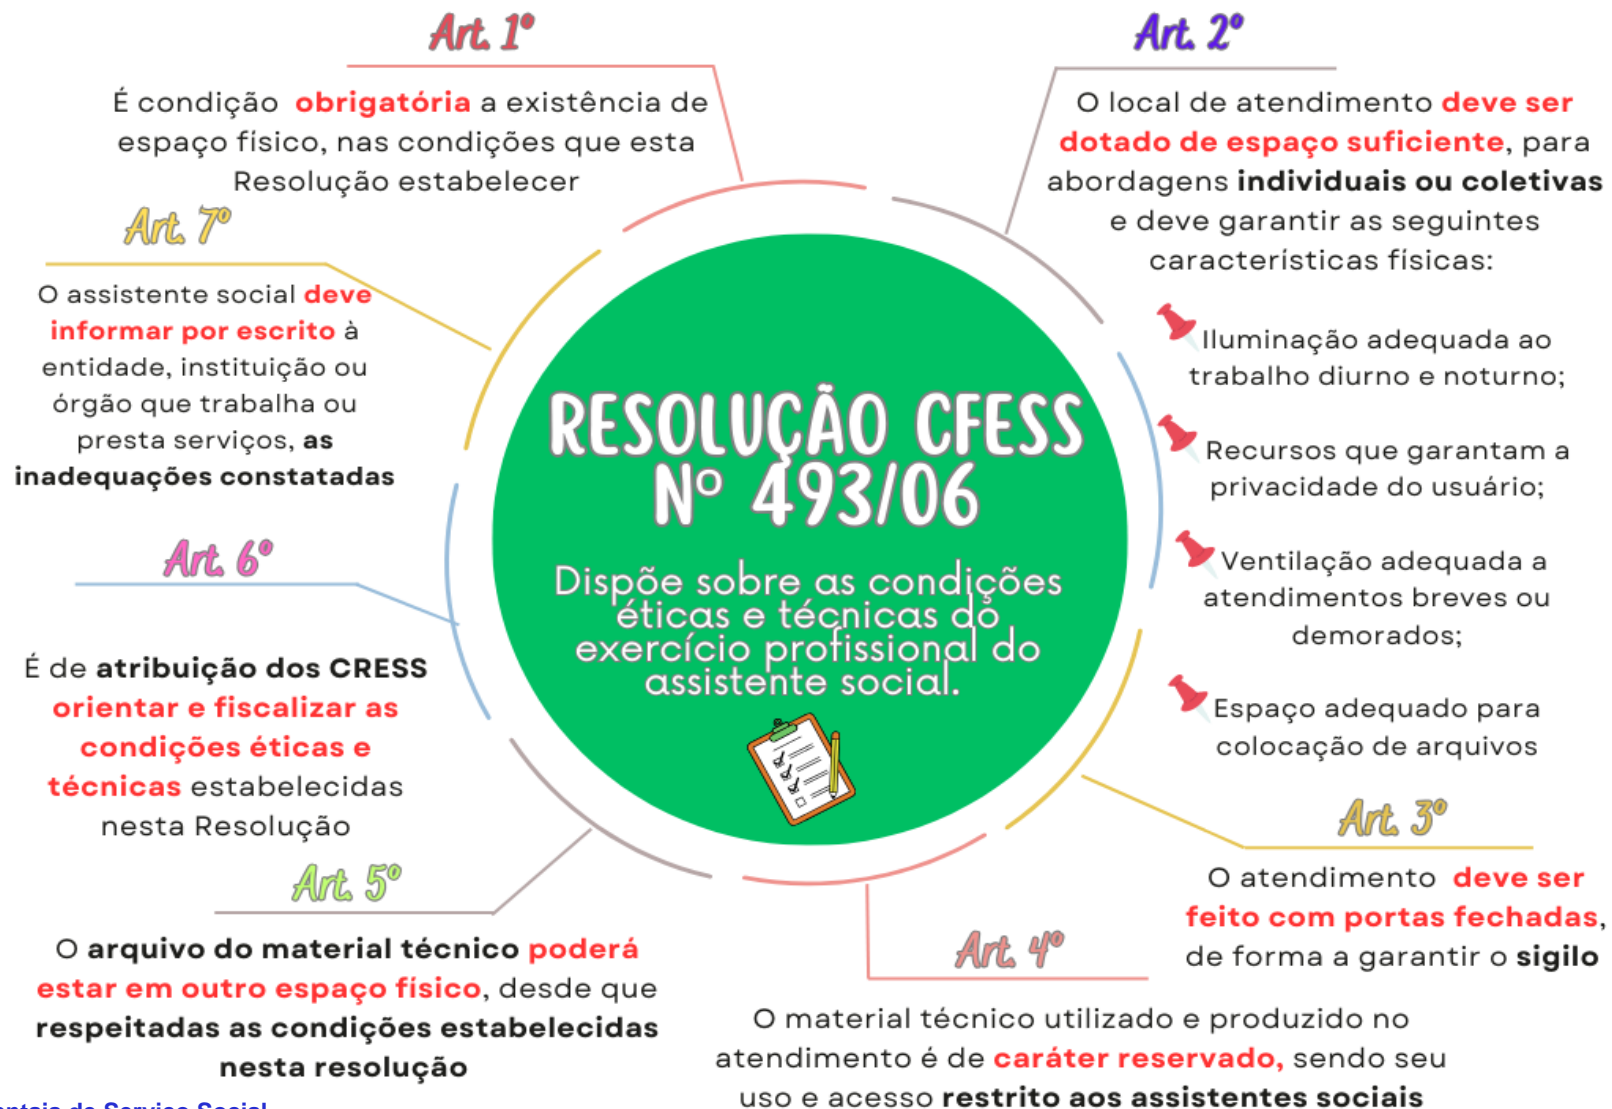 Art. 1º
É condição obrigatória a existência de
espaço físico, nas condições que esta
Resolução estabelecer
Art. 2º
O local de atendimento deve ser
dotado de espaço suficiente, para
abordagens individuais ou coletivas
e deve garantir as seguintes
características físicas:
Iluminação adequada ao
trabalho diurno e noturno;
Recursos que garantam a
privacidade do usuário;
Ventilação adequada a
atendimentos breves ou
demorados;
Espaço adequado para
colocação de arquivos
Art. 3º
O atendimento deve ser
feito com portas fechadas,
de forma a garantir o sigilo
Art. 4º
O material técnico utilizado e produzido no
atendimento é de caráter reservado, sendo seu
uso e acesso restrito aos assistentes sociais
Art. 5º
O arquivo do material técnico poderá
estar em outro espaço físico, desde que
respeitadas as condições estabelecidas
nesta resolução
Art. 6º
É de atribuição dos CRESS
orientar e fiscalizar as
condições éticas e
técnicas estabelecidas
nesta Resolução
Art. 7º
O assistente social deve
informar por escrito à
entidade, instituição ou
órgão que trabalha ou
presta serviços, as
inadequações constatadas
RESOLUÇÃO CFESS
Nº 493/06
Dispõe sobre as condições
éticas e técnicas do
exercício profissional do
assistente social.
de Serviço Social